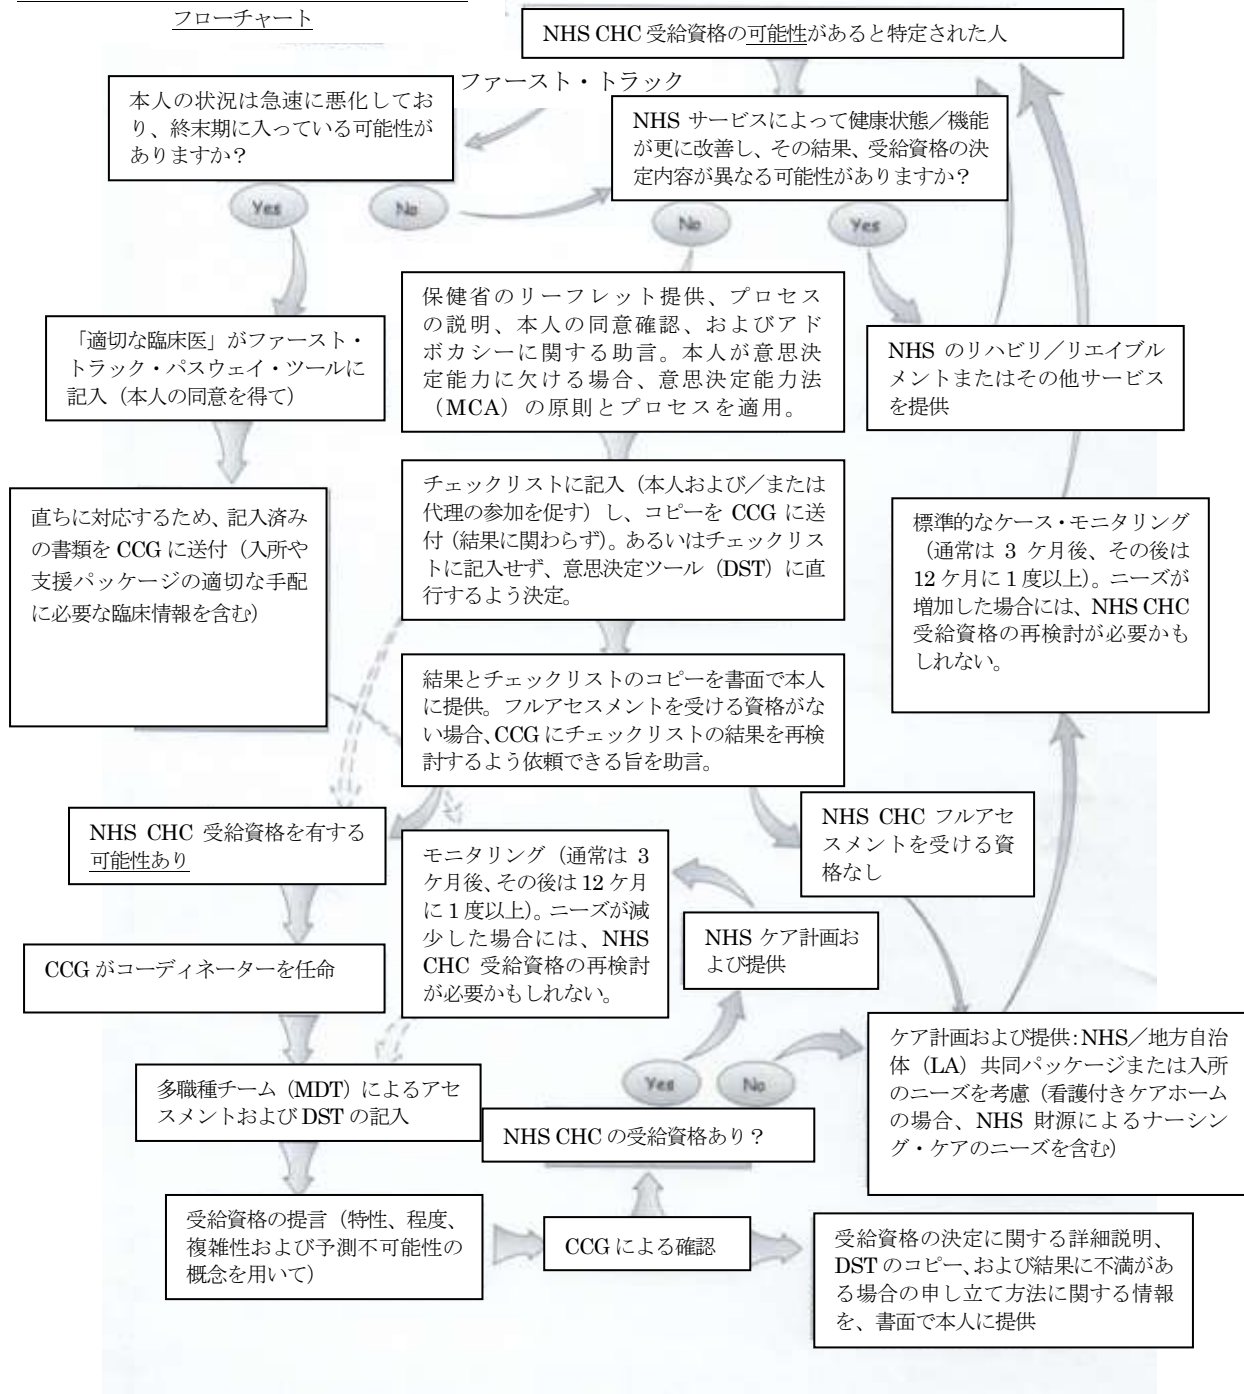 フローチャート
NHS CHC 受給資格の可能性があると特定された人
ファースト・トラック
本人の状況は急速に悪化してお
り、終末期に入っている可能性が
ありますか？
NHS サービスによって健康状態／機能
が更に改善し、その結果、受給資格の決
定内容が異なる可能性がありますか？
Yes
No
No
Yes
「適切な臨床医」がファースト・
トラック・パスウェイ・ツールに
記入（本人の同意を得て）
保健省のリーフレット提供、プロセス
の説明、本人の同意確認、およびアド
ボカシーに関する助言。本人が意思決
定能力に欠ける場合、意思決定能力法
（MCA）の原則とプロセスを適用。
NHS のリハビリ／リエイブル
メントまたはその他サービス
を提供
直ちに対応するため、記入済み
の書類を CCG に送付（入所や
支援パッケージの適切な手配
に必要な臨床情報を含む）
チェックリストに記入（本人および／または
代理の参加を促す）し、コピーを CCG に送
付（結果に関わらず）。あるいはチェックリス
トに記入せず、意思決定ツール（DST）に直
行するよう決定。
標準的なケース・モニタリング
（通常は 3 ケ月後、その後は
12 ケ月に 1 度以上）。ニーズが
増加した場合には、NHS CHC
受給資格の再検討が必要かも
しれない。
結果とチェックリストのコピーを書面で本人
に提供。フルアセスメントを受ける資格がな
い場合、CCG にチェックリストの結果を再検
討するよう依頼できる旨を助言。
NHS CHC 受給資格を有する
可能性あり
モニタリング（通常は 3
ケ月後、その後は 12 ケ月
に 1 度以上）。ニーズが減
少した場合には、NHS
CHC 受給資格の再検討
が必要かもしれない。
NHS CHC フルアセ
スメントを受ける資
格なし
NHS ケア計画お
よび提供
CCG がコーディネーターを任命
ケア計画および提供：NHS／地方自治
体（LA）共同パッケージまたは入所
のニーズを考慮（看護付きケアホーム
の場合、NHS 財源によるナーシン
グ・ケアのニーズを含む）
多職種チーム（MDT）によるアセ
スメントおよび DST の記入
Yes
No
NHS CHC の受給資格あり？
受給資格の提言（特性、程度、
複雑性および予測不可能性の
概念を用いて）
CCG による確認
受給資格の決定に関する詳細説明、
DST のコピー、および結果に不満があ
る場合の申し立て方法に関する情報
を、書面で本人に提供